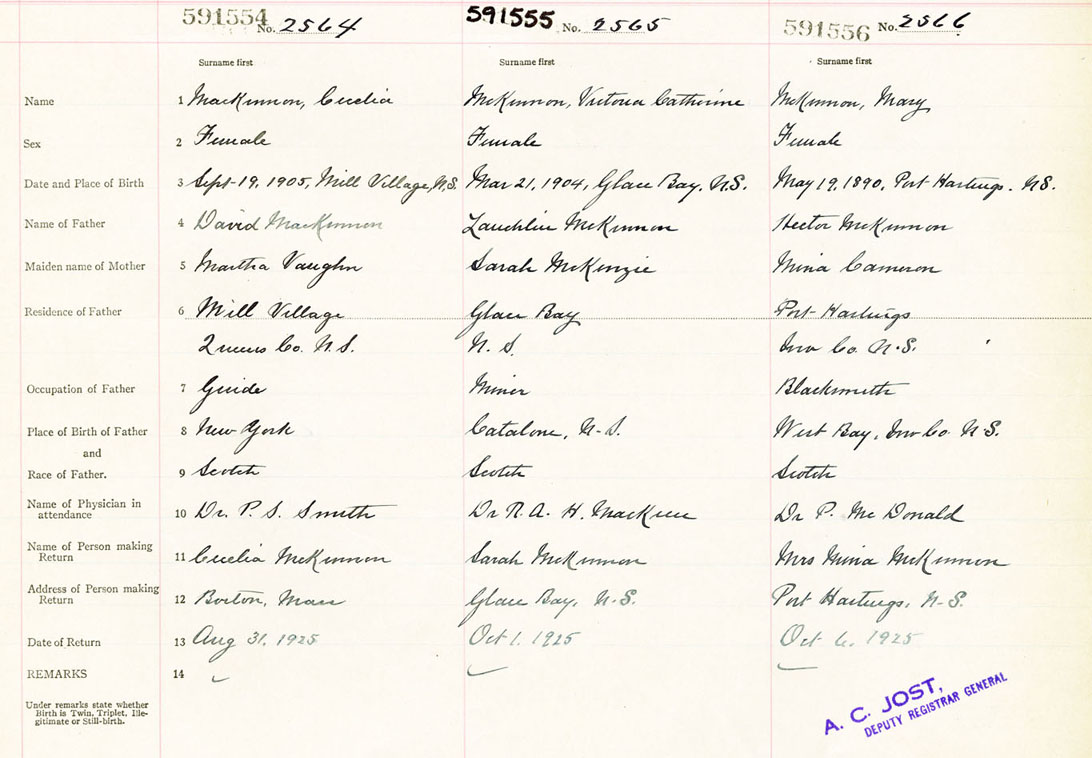 591554 No. 2564 591555 No. 2565 591556 No. 2566
Surname first Surname first Surname first
Name 1 MacKinnon, Cecelia McKinnon, Victoria Catherine McKinnon, Mary
Sex 2 Female Female Female
Date and Place of Birth 3 Sept 19, 1905, Mill Village, N.S. Mar 21, 1904, Glace Bay, N.S. May 19, 1890, Port Hastings. N.S.
Name of Father 4 David MacKinnon Lauchlin McKinnon Hector McKinnon
Maiden name of Mother 5 Martha Vaughn Sarah McKenzie Mina Cameron
Residence of Father 6 Mill Village Glace Bay Port Hastings
Queens Co. N.S. N. S. Inv Co. N.S.
Occupation of Father 7 Guide Miner Blacksmith
Place of Birth of Father 8 New York Catalone, N-S. West Bay, Inv Co N.S.
and
Race of Father. 9 Scotch Scotch Scotch
Name of Physician in
attendance 10 Dr. P. S. Smith Dr R. A. H. Dr P. McDonald
Name of Person making
Return 11 Cecelia McKinnon Sarah McKinnon Mrs Mina McKinnon
Address of Person making
Return 12 Boston, Mass Glace Bay, N-S. Port Hastings, N-S.
Date of Return 13 Aug 31, 1925 Oct 1. 1925 Oct 6. 1925
REMARKS 14
Under remarks state whether
Birth is Twin, Triplet. Ille-
gitimate or Still-birth.
A. C. JOST,
DEPUTY REGISTRAR GENERAL